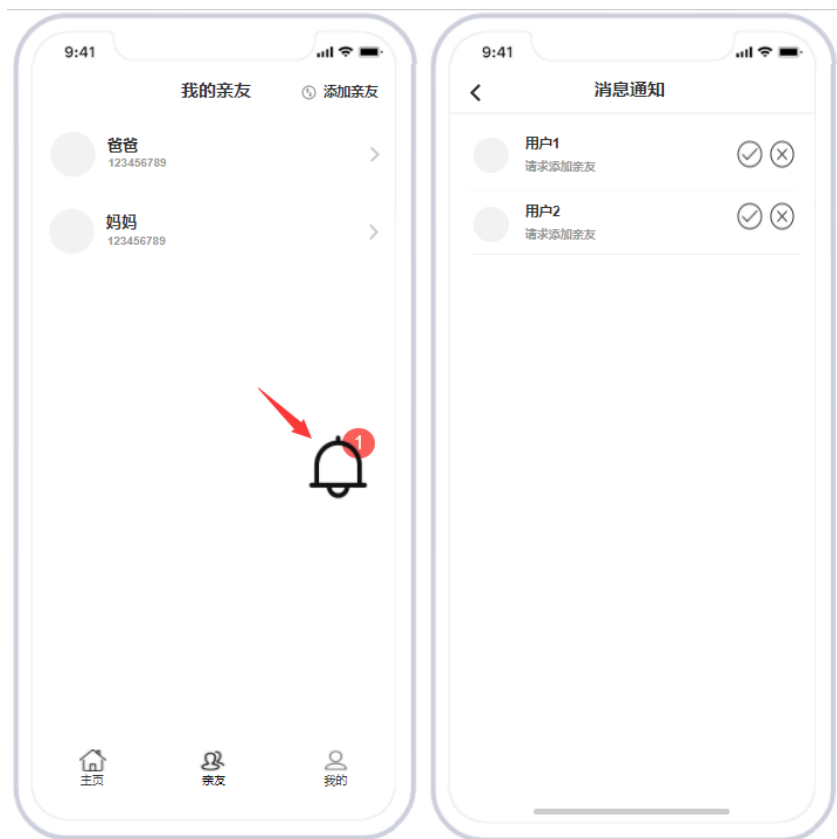 9:41
我的亲友
添加亲友
爸爸
123456789
妈妈
123456789
1
主页
亲友
我的
9:41
消息通知
用户1
请求添加亲友
用户2
请求添加亲友